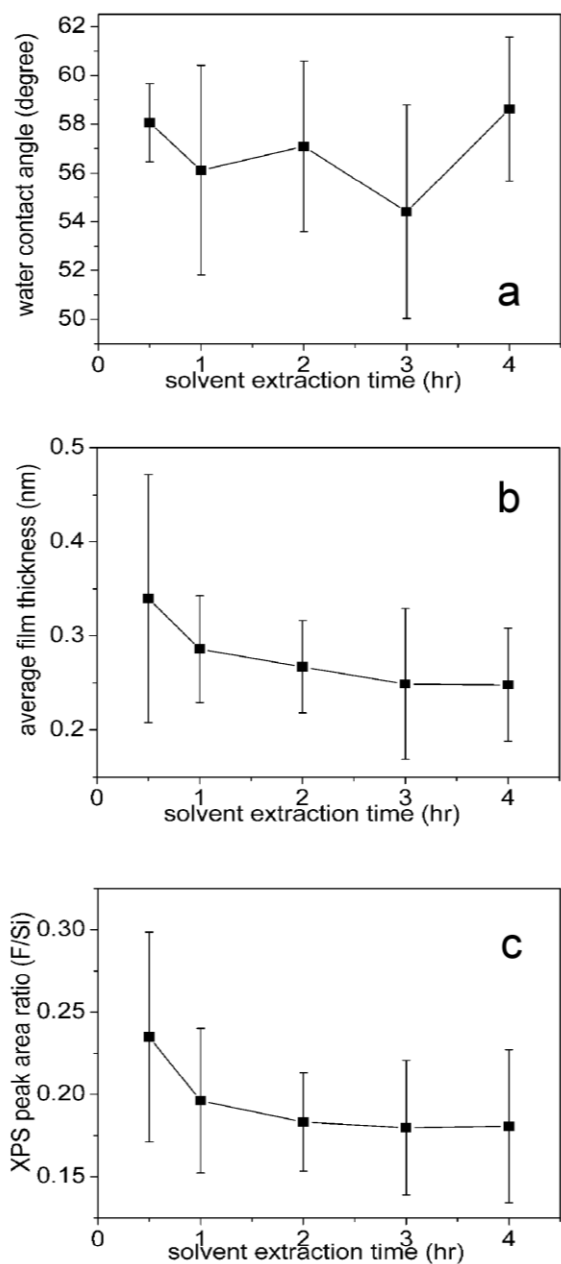 62
60
58
56
54
52
50
water contact angle (degree)
a
0 1 2 3 4
solvent extraction time (hr)
0.5
0.4
0.3
0.2
average film thickness (nm)
b
0 1 2 3 4
solvent extraction time (hr)
0.30
0.25
0.20
0.15
XPS peak area ratio (F/Si)
c
0 1 2 3 4
solvent extraction time (hr)